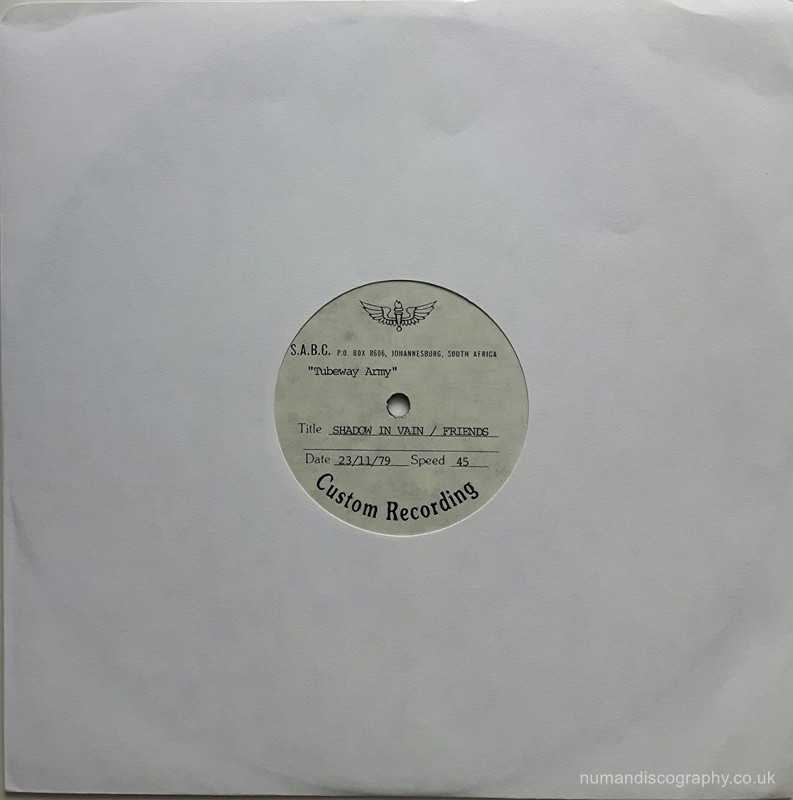 S.A.B.C. P.O. BOX 8606, JOHANNESBURG, SOUTH AFRICA
"Tubeway Army"
Title SHADOW IN VAIN / FRIENDS
Date 23/11/79 Speed 45
Custom Recording
numandiscography.co.uk